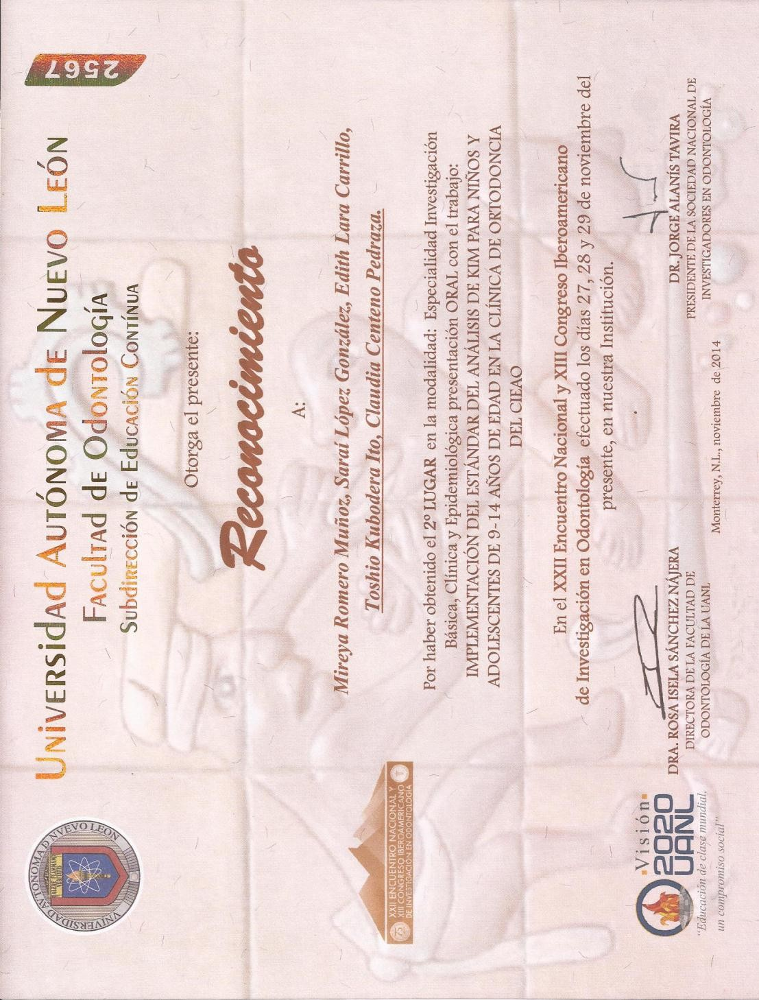 2567
UNIVERSIDAD AUTÓNOMA DE NUEVO LEÓN
FACULTAD DE ODONTOLOGÍA
SUBDIRECCIÓN DE EDUCACIÓN CONTÍNUA
Otorga el presente:
Reconocimiento
A:
Mireya Romero Muñoz, Saraí López González, Edith Lara Carrillo,
Toshio Kubodera Ito, Claudia Centeno Pedraza.
Por haber obtenido el 2º LUGAR en la modalidad: Especialidad Investigación
Básica, Clínica y Epidemiológica presentación ORAL con el trabajo:
IMPLEMENTACIÓN DEL ESTÁNDAR DEL ANÁLISIS DE KIM PARA NIÑOS Y
ADOLESCENTES DE 9-14 AÑOS DE EDAD EN LA CLÍNICA DE ORTODONCIA
DEL CIEAO
En el XXII Encuentro Nacional y XIII Congreso Iberoamericano
de Investigación en Odontología efectuado los días 27, 28 y 29 de noviembre del
presente, en nuestra Institución.
DRA. ROSA ISELA SÁNCHEZ NÁJERA
DIRECTORA DE LA FACULTAD DE
ODONTOLOGÍA DE LA UANL
DR. JORGE ALANÍS TAVIRA
PRESIDENTE DE LA SOCIEDAD NACIONAL DE
INVESTIGADORES EN ODONTOLOGÍA
Monterrey, N.L., noviembre de 2014
UNIVERSIDAD AVTONOMA D NVEVO LEON
ALERE FLAMMAM
VERITATIS
XXII ENCUENTRO NACIONAL Y
XIII CONGRESO IBEROAMERICANO
DE INVESTIGACIÓN EN ODONTOLOGÍA
Visión
2020
UANL
"Educación de clase mundial,
un compromiso social"